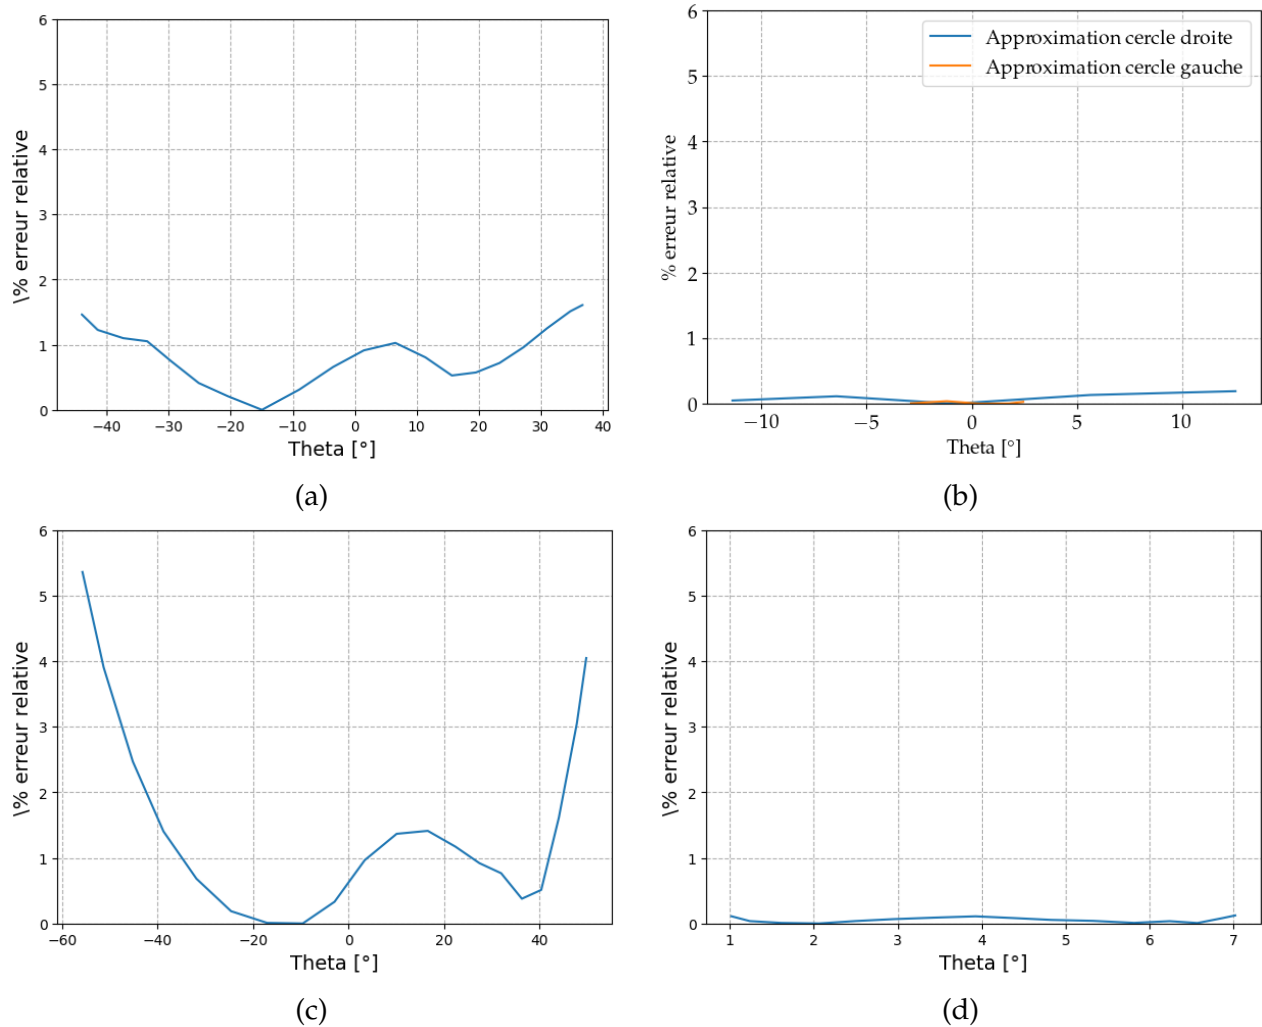 6
5
4
3
2
1
0
\% erreur relative
−40 −30 −20 −10 0 10 20 30 40
Theta [°]
(a)
6
5
4
3
2
1
0
% erreur relative
Approximation cercle droite
Approximation cercle gauche
−10 −5 0 5 10
Theta [°]
(b)
6
5
4
3
2
1
0
\% erreur relative
−60 −40 −20 0 20 40
Theta [°]
(c)
6
5
4
3
2
1
0
\% erreur relative
1 2 3 4 5 6 7
Theta [°]
(d)